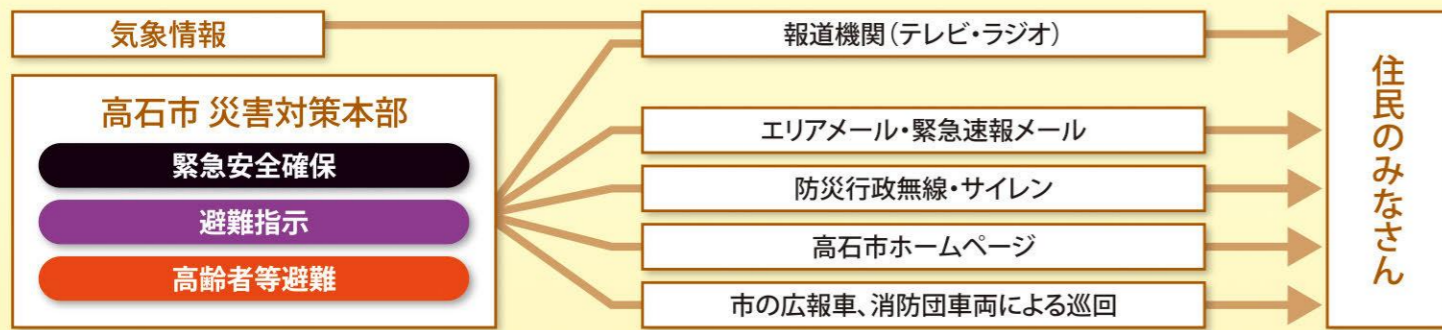 気象情報
高石市 災害対策本部
緊急安全確保
避難指示
高齢者等避難
報道機関(テレビ・ラジオ)
エリアメール・緊急速報メール
防災行政無線・サイレン
高石市ホームページ
市の広報車、消防団車両による巡回
住民のみなさん